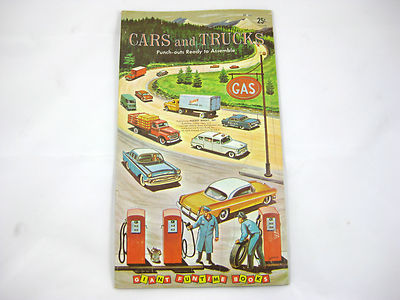 25¢
CARS and TRUCKS
Punch-outs Ready to Assemble
GAS
GIANT FUNTIME BOOKS